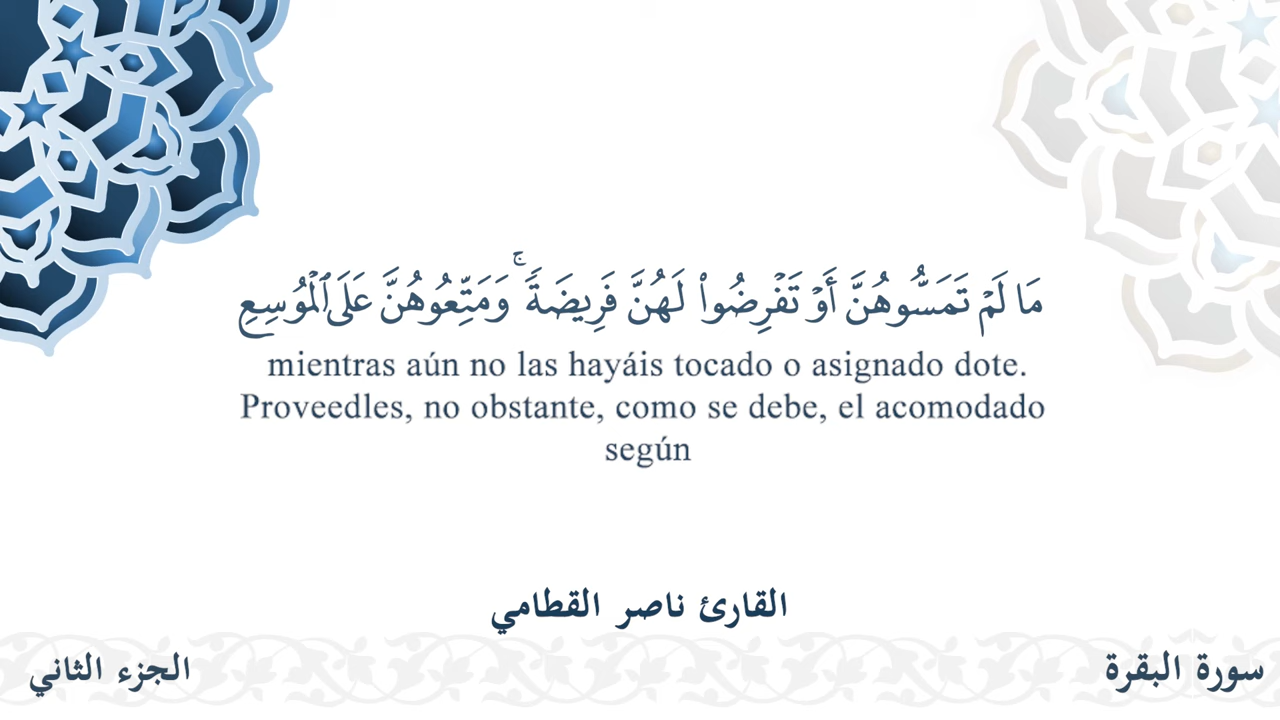 مَا لَمْ تَمَسُّوهُنَّ أَوْ تَفْرِضُوا۟ لَهُنَّ فَرِيضَةً ۚ وَمَتِّعُوهُنَّ عَلَى ٱلْمُوسِعِ
mientras aún no las hayáis tocado o asignado dote.
Proveedles, no obstante, como se debe, el acomodado
según
القارئ ناصر القطامي
سورة البقرة
الجزء الثاني